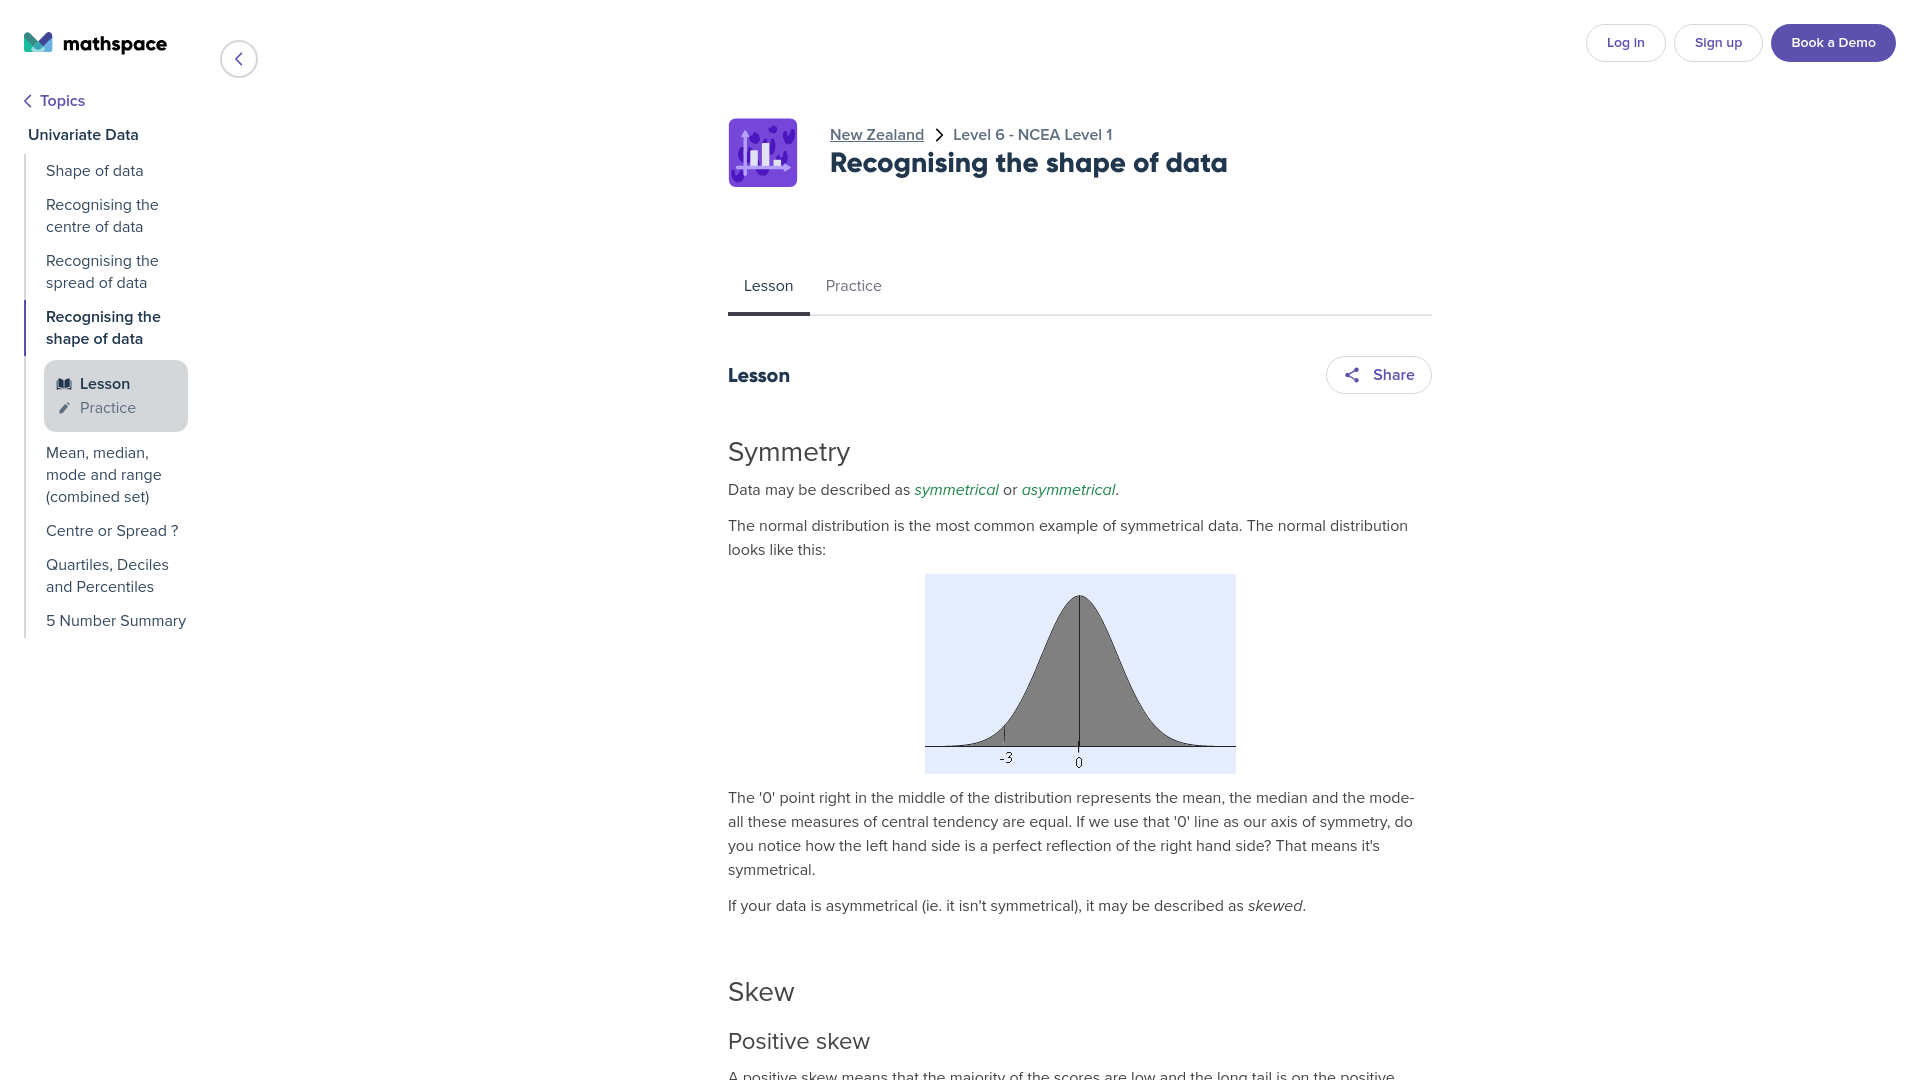 mathspace
Log in
Sign up
Book a Demo
Topics
Univariate Data
Shape of data
Recognising the
centre of data
Recognising the
spread of data
Recognising the
shape of data
Lesson
Practice
Mean, median,
mode and range
(combined set)
Centre or Spread ?
Quartiles, Deciles
and Percentiles
5 Number Summary
New Zealand
Level 6 - NCEA Level 1
Recognising the shape of data
Lesson
Practice
Lesson
Share
Symmetry
Data may be described as symmetrical or asymmetrical.
The normal distribution is the most common example of symmetrical data. The normal distribution
looks like this:
-3
0
The '0' point right in the middle of the distribution represents the mean, the median and the mode-
all these measures of central tendency are equal. If we use that '0' line as our axis of symmetry, do
you notice how the left hand side is a perfect reflection of the right hand side? That means it's
symmetrical.
If your data is asymmetrical (ie. it isn't symmetrical), it may be described as skewed.
Skew
Positive skew
A positive skew means that the majority of the scores are low and the long tail is on the positive